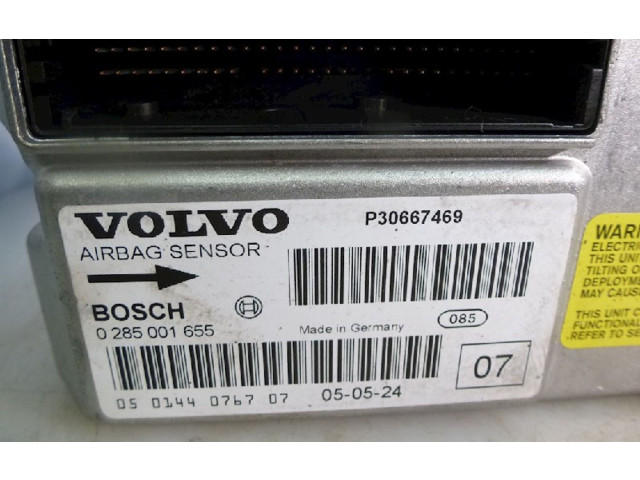 VOLVO
P30667469
AIRBAG SENSOR
BOSCH
0 285 001 655
Made in Germany
085
07
05 0144 0767 07
05-05-24
ELECTRI
THIS UNI
TILTING O
DEPLOYM
MAY CAUS
THIS UNIT C
FUNCTIONAL
REFER TO SE